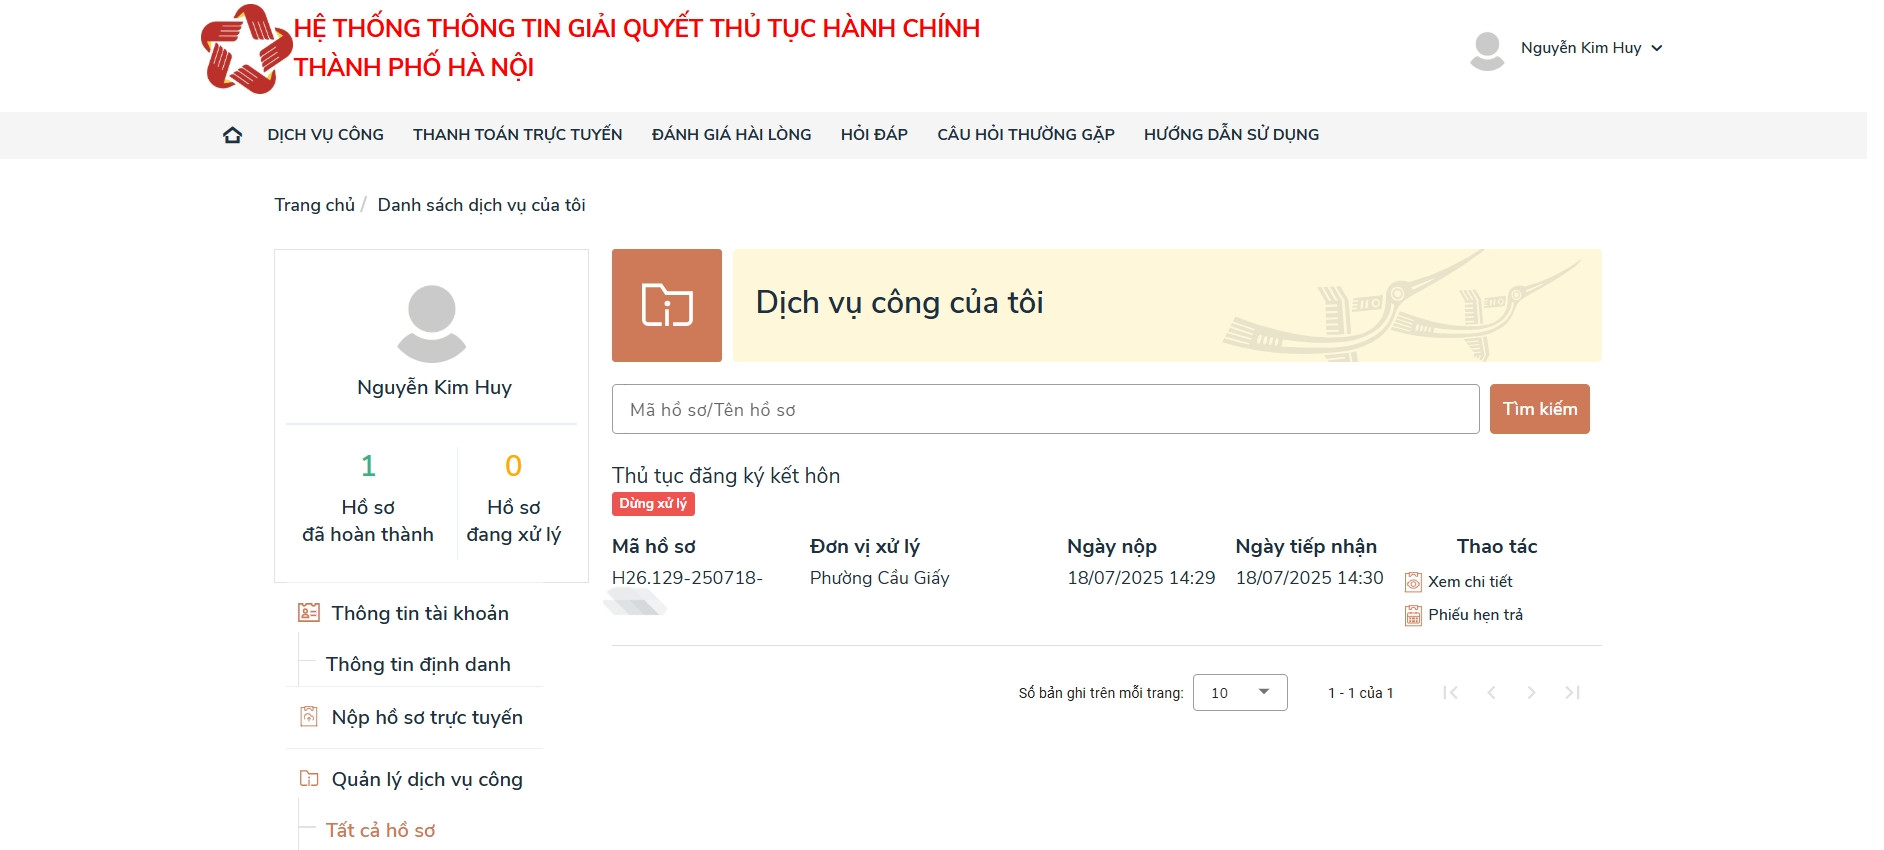 HỆ THỐNG THÔNG TIN GIẢI QUYẾT THỦ TỤC HÀNH CHÍNH
THÀNH PHỐ HÀ NỘI
Nguyễn Kim Huy
DỊCH VỤ CÔNG THANH TOÁN TRỰC TUYẾN ĐÁNH GIÁ HÀI LÒNG HỎI ĐÁP CÂU HỎI THƯỜNG GẶP HƯỚNG DẪN SỬ DỤNG
Trang chủ / Danh sách dịch vụ của tôi
Nguyễn Kim Huy
1 0
Hồ sơ Hồ sơ
đã hoàn thành đang xử lý
Thông tin tài khoản
Thông tin định danh
Nộp hồ sơ trực tuyến
Quản lý dịch vụ công
Tất cả hồ sơ
Dịch vụ công của tôi
Mã hồ sơ/Tên hồ sơ Tìm kiếm
Thủ tục đăng ký kết hôn
Dừng xử lý
Mã hồ sơ Đơn vị xử lý Ngày nộp Ngày tiếp nhận Thao tác
H26.129-250718- Phường Cầu Giấy 18/07/2025 14:29 18/07/2025 14:30 Xem chi tiết
Phiếu hẹn trả
Số bản ghi trên mỗi trang: 10 1 - 1 của 1